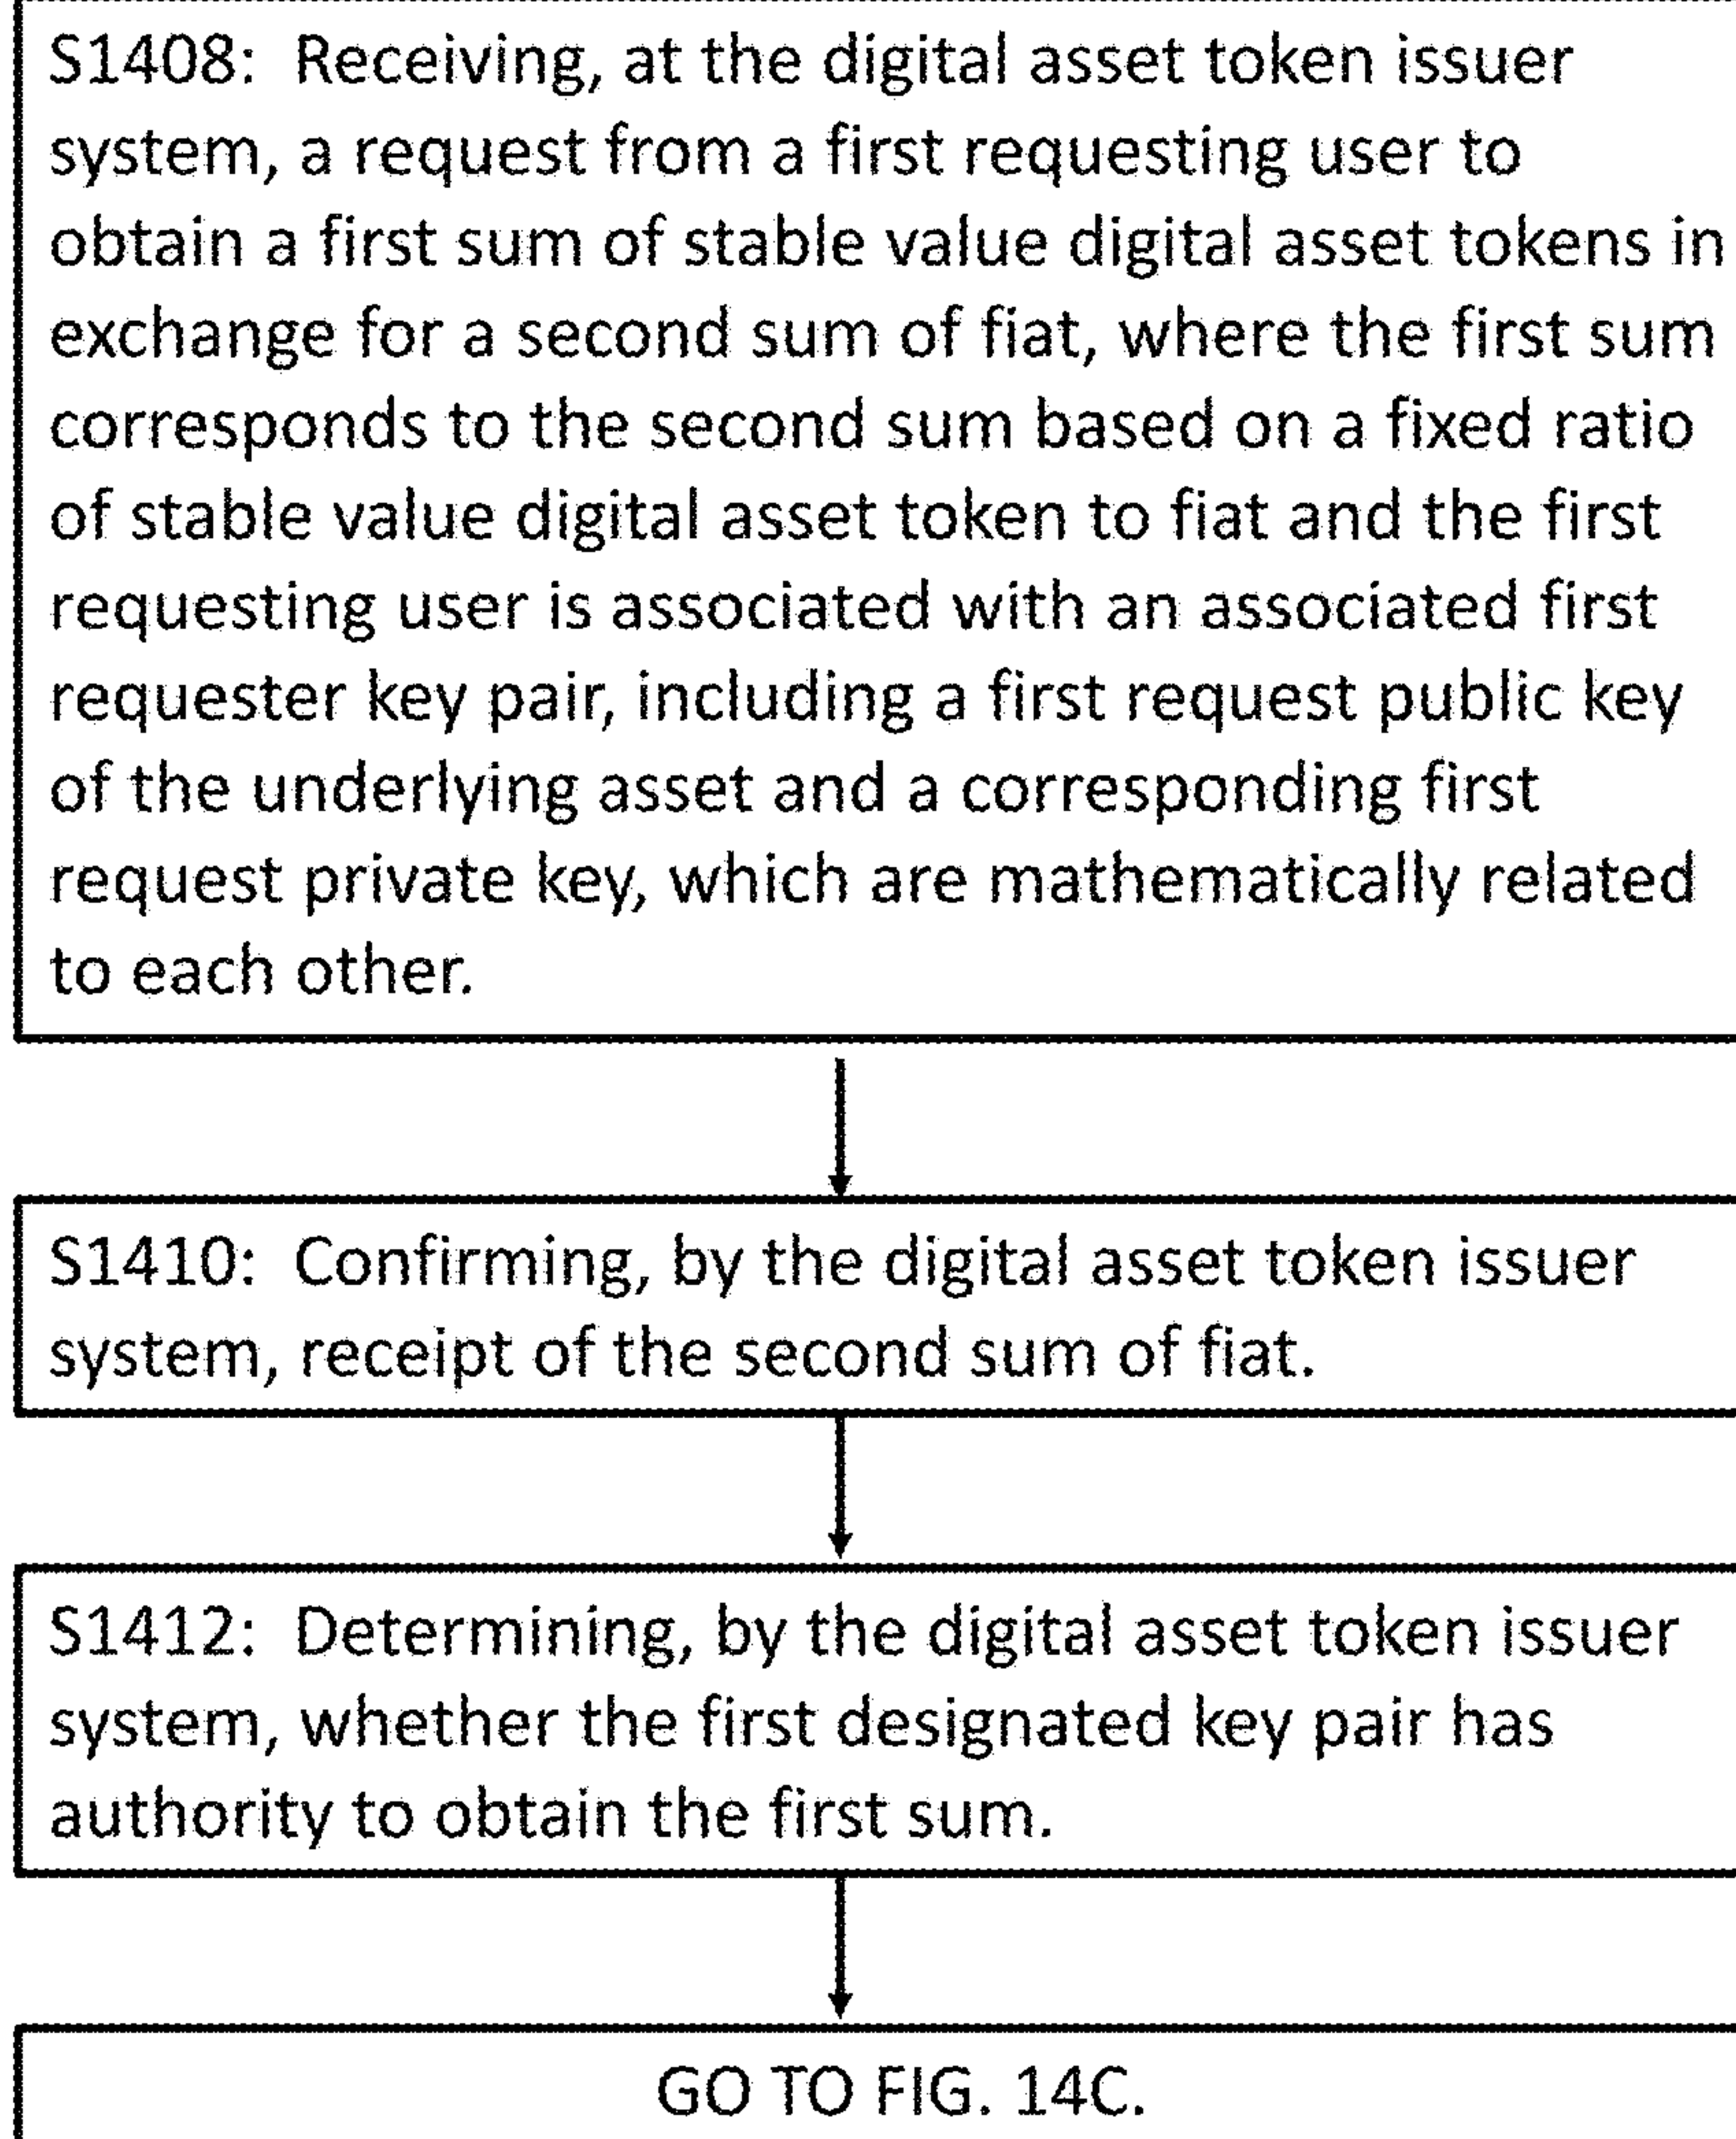 S1408:  Receiving, at the digital asset token issuer
system, a request from a first requesting user to
obtain a first sum of stable value digital asset tokens in
exchange for a second sum of fiat, where the first sum
corresponds to the second sum based on a fixed ratio
of stable value digital asset token to fiat and the first
requesting user is associated with an associated first
requester key pair, including a first request public key
of the underlying asset and a corresponding first
request private key, which are mathematically related
to each other.
S1410:  Confirming, by the digital asset token issuer
system, receipt of the second sum of fiat.
S1412:  Determining, by the digital asset token issuer
system, whether the first designated key pair has
authority to obtain the first sum.
GO TO FIG. 14C.